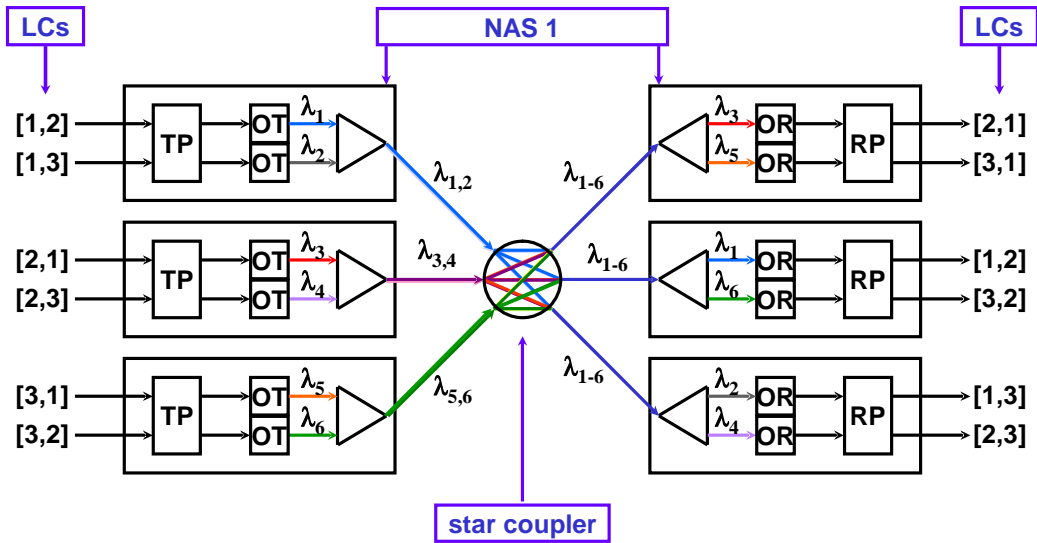 LCs
NAS 1
LCs
[1,2]
[1,3]
TP
OT
OT
λ1
λ2
λ1,2
λ1-6
λ3
λ5
OR
OR
RP
[2,1]
[3,1]
[2,1]
[2,3]
TP
OT
OT
λ3
λ4
λ3,4
λ1-6
λ1
λ6
OR
OR
RP
[1,2]
[3,2]
[3,1]
[3,2]
TP
OT
OT
λ5
λ6
λ5,6
λ1-6
λ2
λ4
OR
OR
RP
[1,3]
[2,3]
star coupler